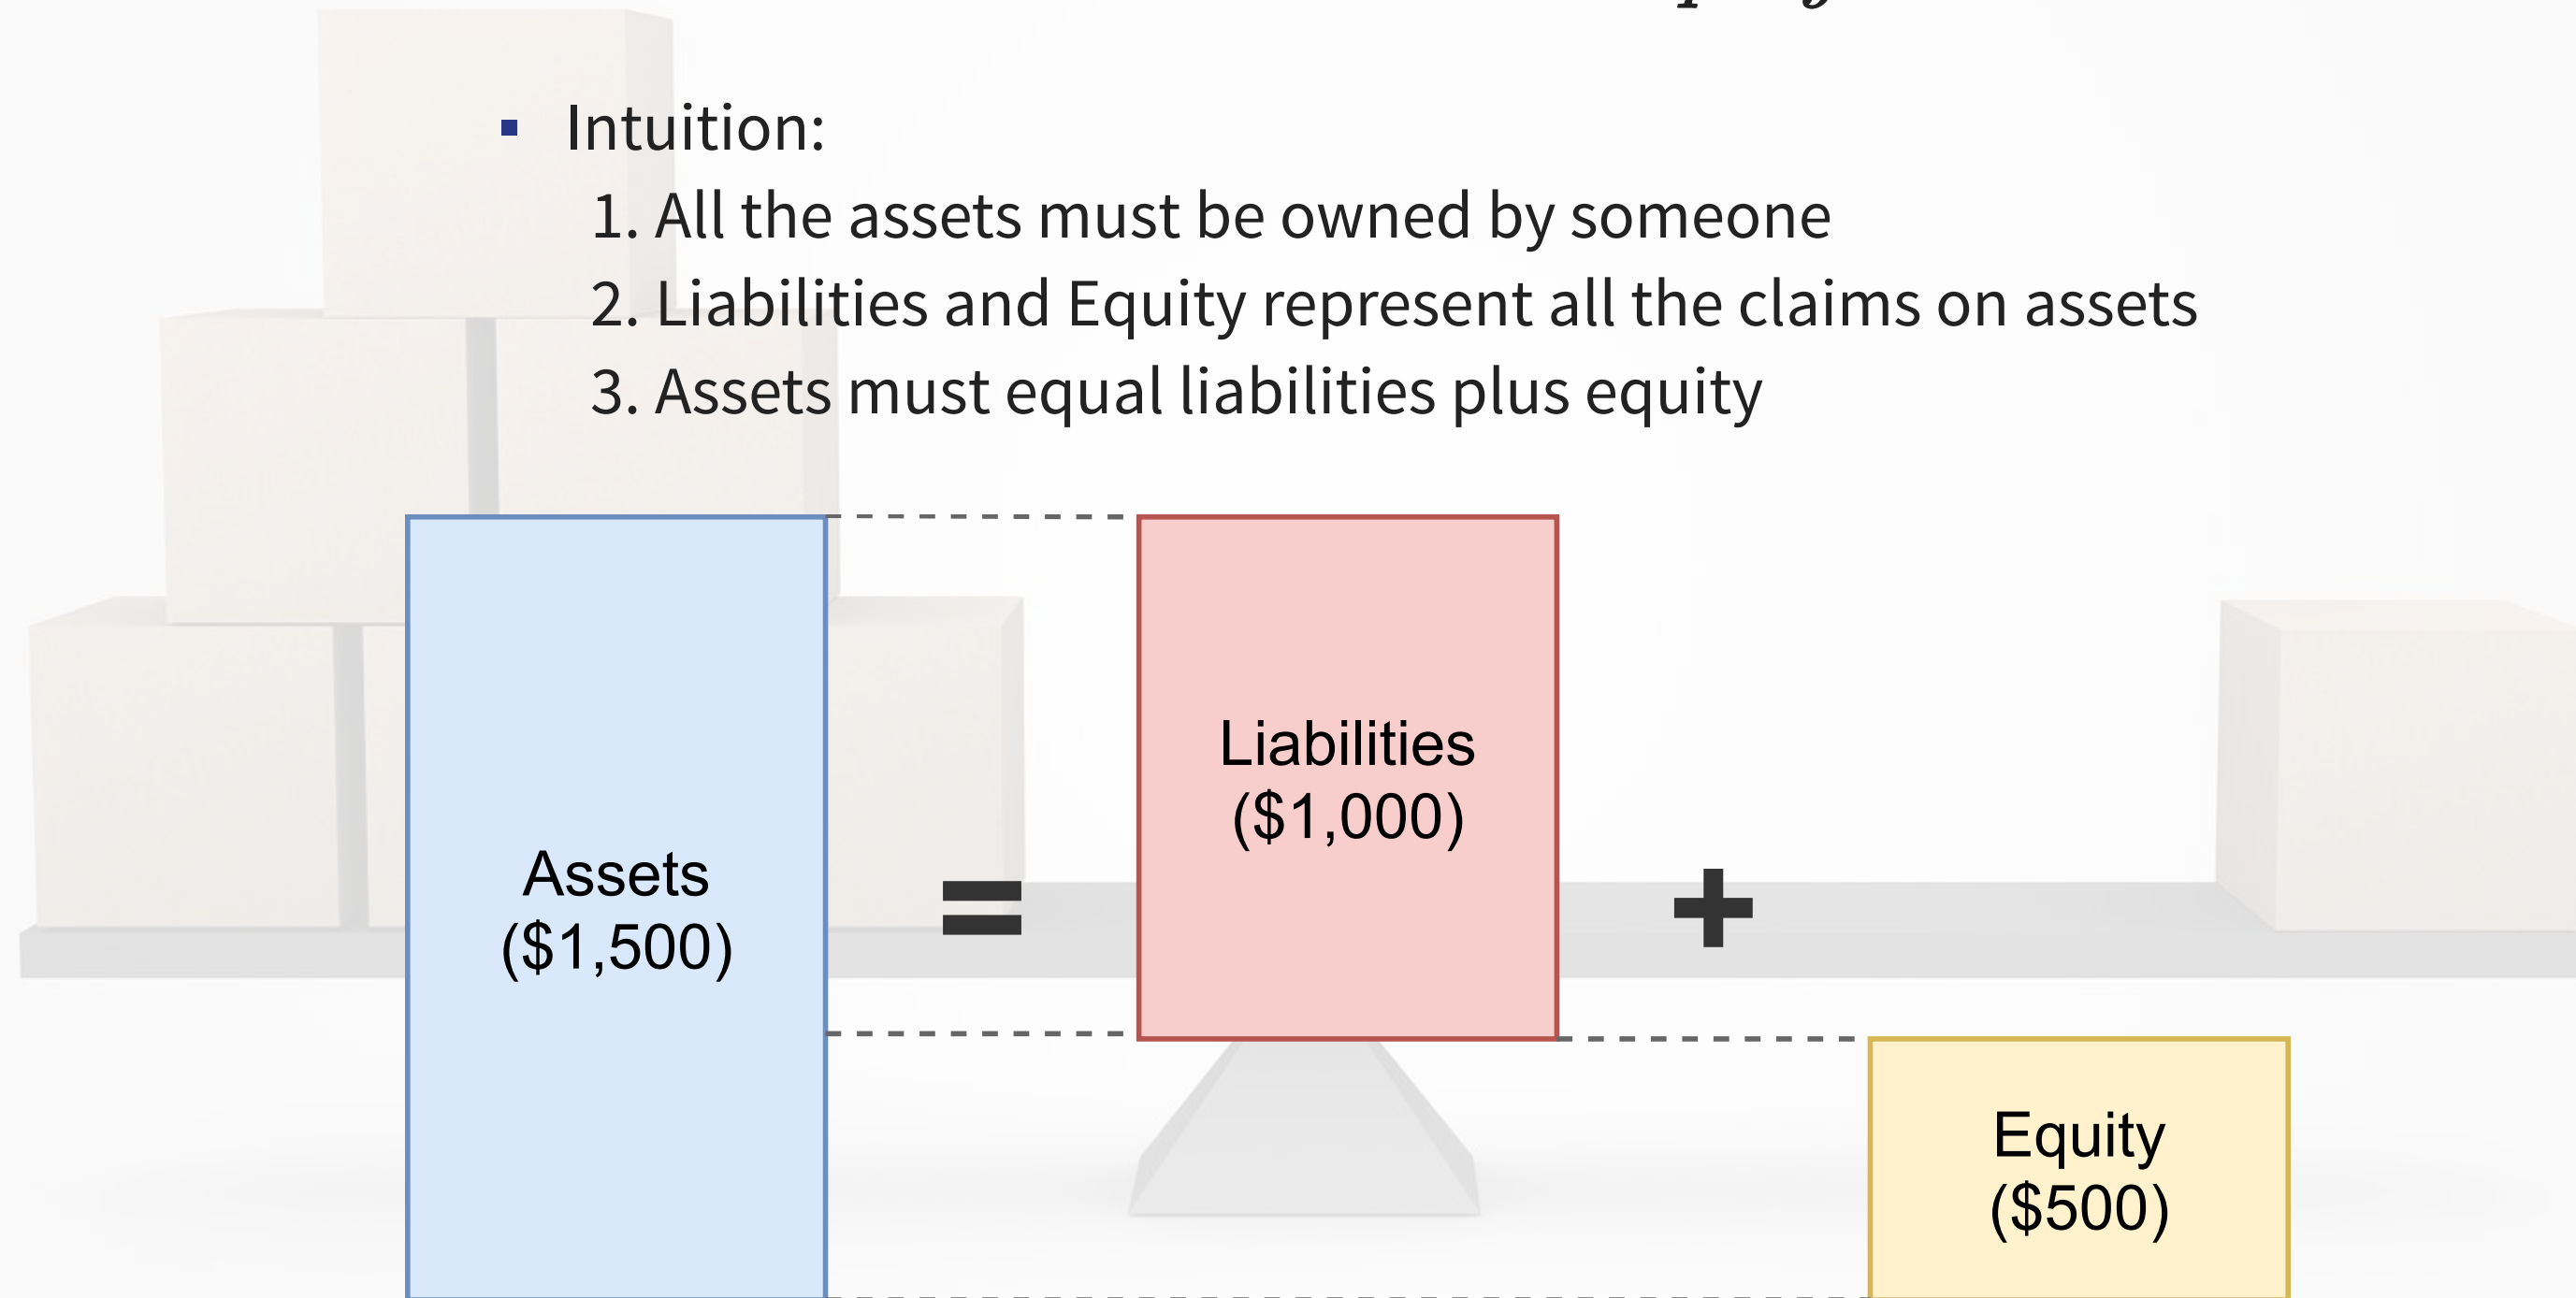 Intuition:
1. All the assets must be owned by someone
2. Liabilities and Equity represent all the claims on assets
3. Assets must equal liabilities plus equity
Assets
($1,500)
=
Liabilities
($1,000)
+
Equity
($500)